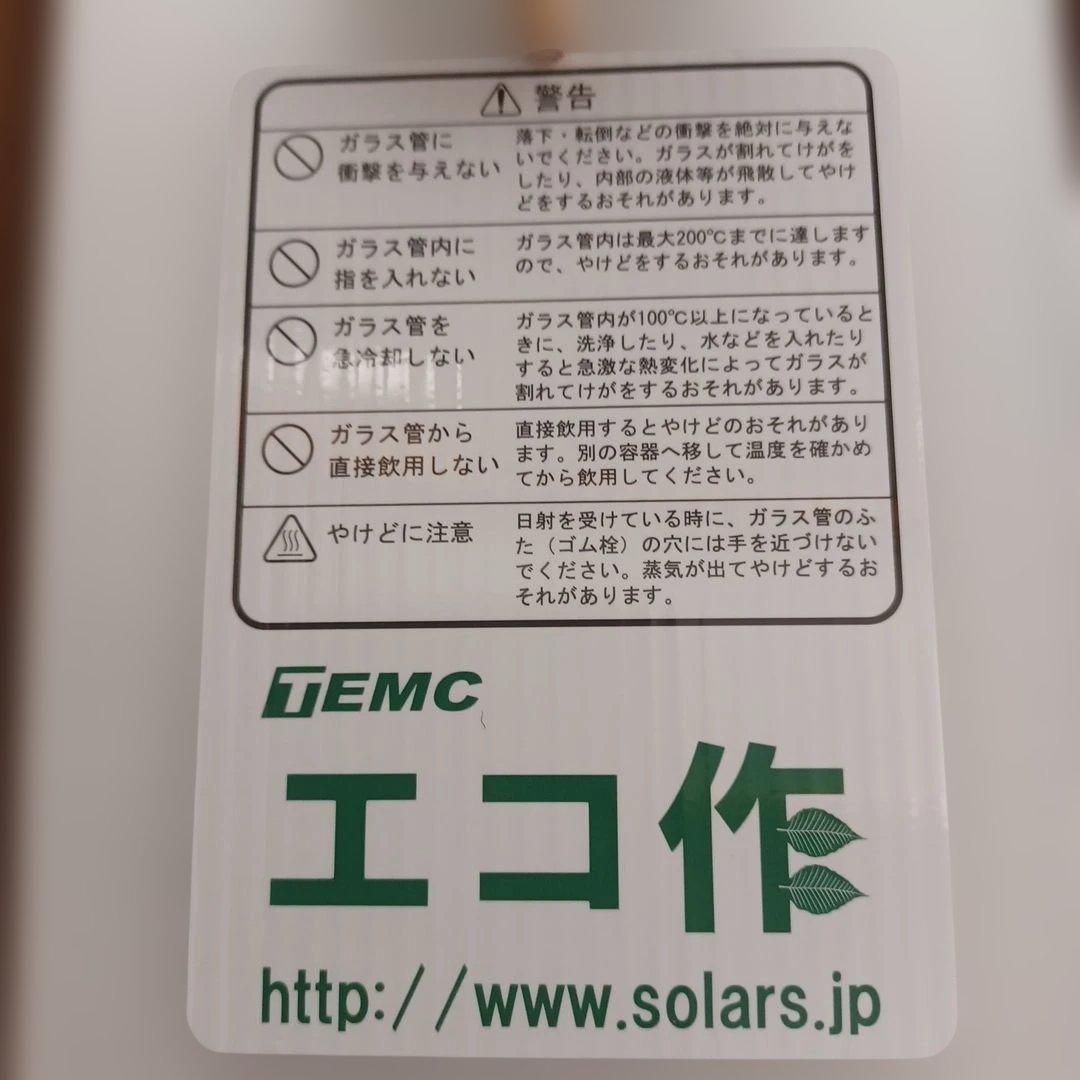 警告
ガラス管に
衝撃を与えない
落下・転倒などの衝撃を絶対に与えな
いでください。ガラスが割れてけがを
したり、内部の液体等が飛散してやけ
どをするおそれがあります。
ガラス管内に
指を入れない
ガラス管内は最大200℃までに達します
ので、やけどをするおそれがあります。
ガラス管を
急冷却しない
ガラス管内が100℃以上になっていると
きに、洗浄したり、水などを入れたり
すると急激な熱変化によってガラスが
割れてけがをするおそれがあります。
ガラス管から
直接飲用しない
直接飲用するとやけどのおそれがあり
ます。別の容器へ移して温度を確かめ
てから飲用してください。
やけどに注意
日射を受けている時に、ガラス管のふ
た（ゴム栓）の穴には手を近づけない
でください。蒸気が出てやけどするお
それがあります。
TEMC
エコ作
http://www.solars.jp